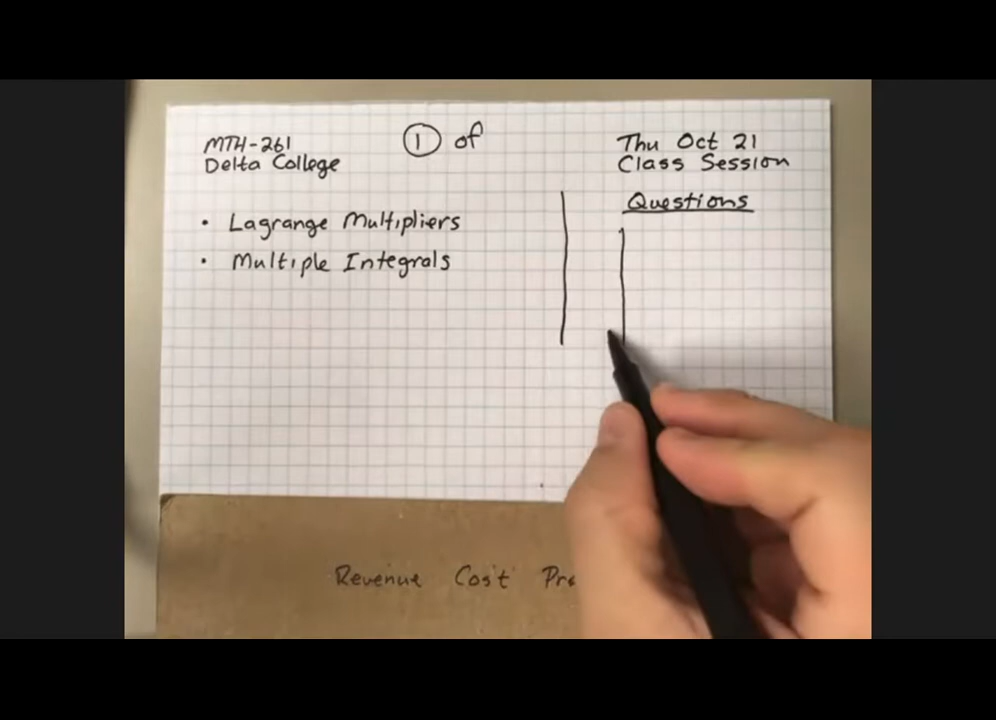 MTH-261
Delta College
1 of
Thu Oct 21
Class Session
• Lagrange Multipliers
• Multiple Integrals
Questions
Revenue Cost